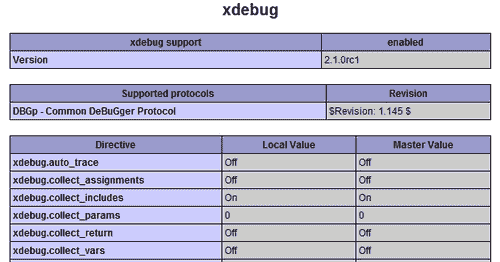 xdebug
xdebug support enabled
Version 2.1.0rc1
Supported protocols Revision
DBGp - Common DeBuGger Protocol $Revision: 1.145 $
Directive Local Value Master Value
xdebug.auto_trace Off Off
xdebug.collect_assignments Off Off
xdebug.collect_includes On On
xdebug.collect_params 0 0
xdebug.collect_return Off Off
xdebug.collect_vars Off Off